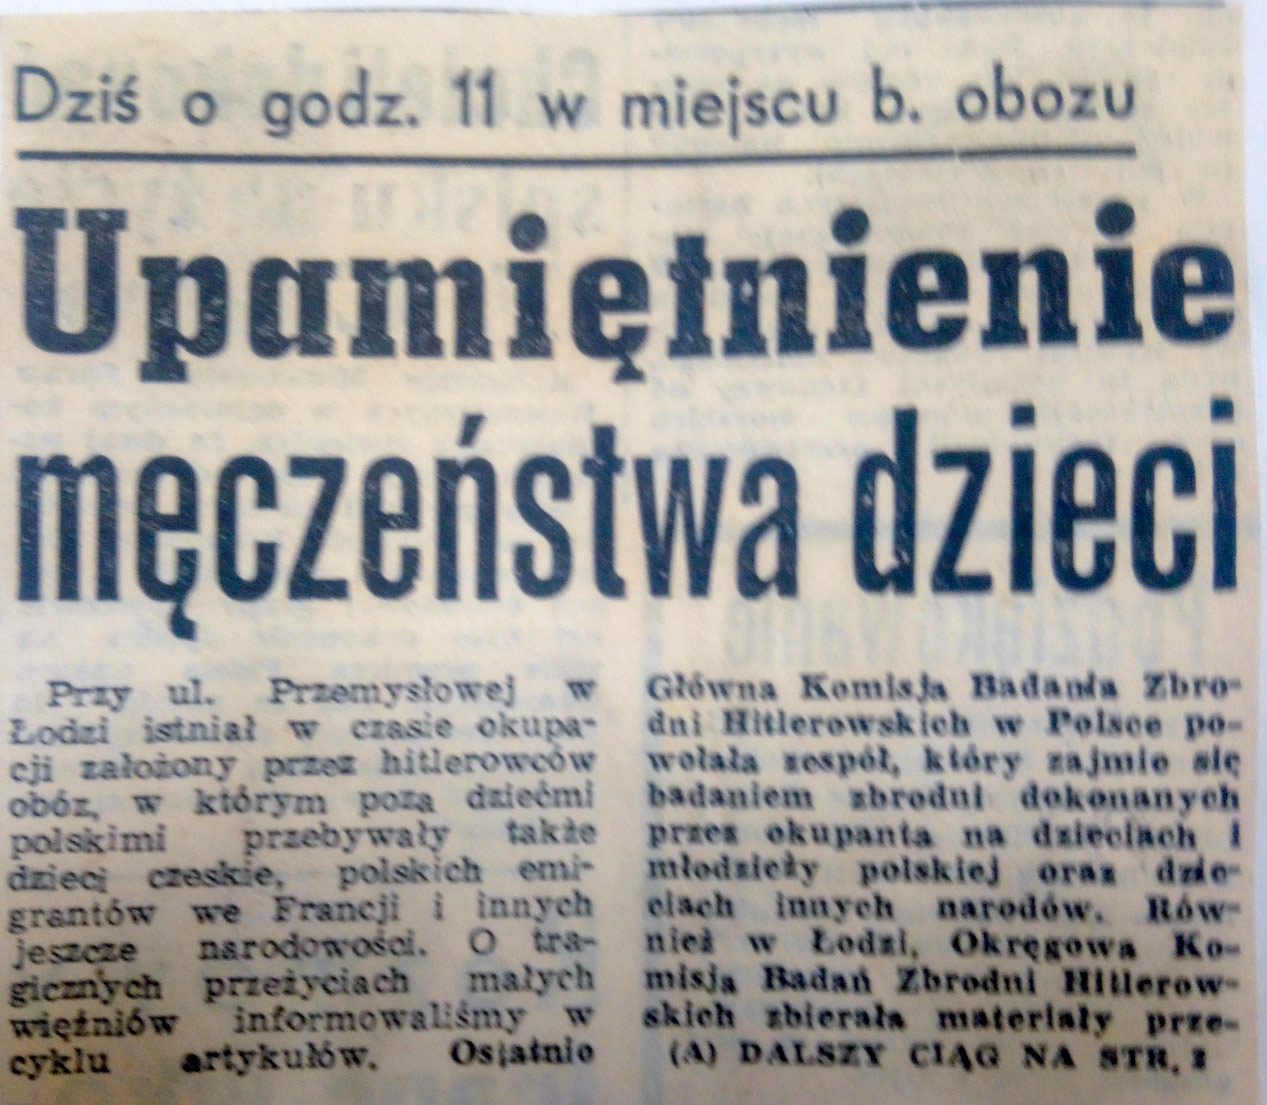 Dziś o godz. 11 w miejscu b. obozu
Upamiętnienie
męczeństwa dzieci
Przy ul. Przemysłowej w
Łodzi istniał w czasie okupa-
cji założony przez hitlerowców
obóz, w którym poza dziećmi
polskimi przebywały także
dzieci czeskie, polskich emi-
grantów we Francji i innych
jeszcze narodowości. O tra-
gicznych przeżyciach małych
więźniów informowaliśmy w
cyklu artykułów. Ostatnio
Główna Komisja Badania Zbro-
dni Hitlerowskich w Polsce po-
wołała zespół, który zajmie się
badaniem zbrodni dokonanych
przez okupanta na dzieciach i
młodzieży polskiej oraz dzie-
ciach innych narodów. Rów-
nież w Łodzi, Okręgowa Ko-
misja Badań Zbrodni Hitlerow-
skich zbierała materiały prze-
(A) DALSZY CIĄG NA STR. 2